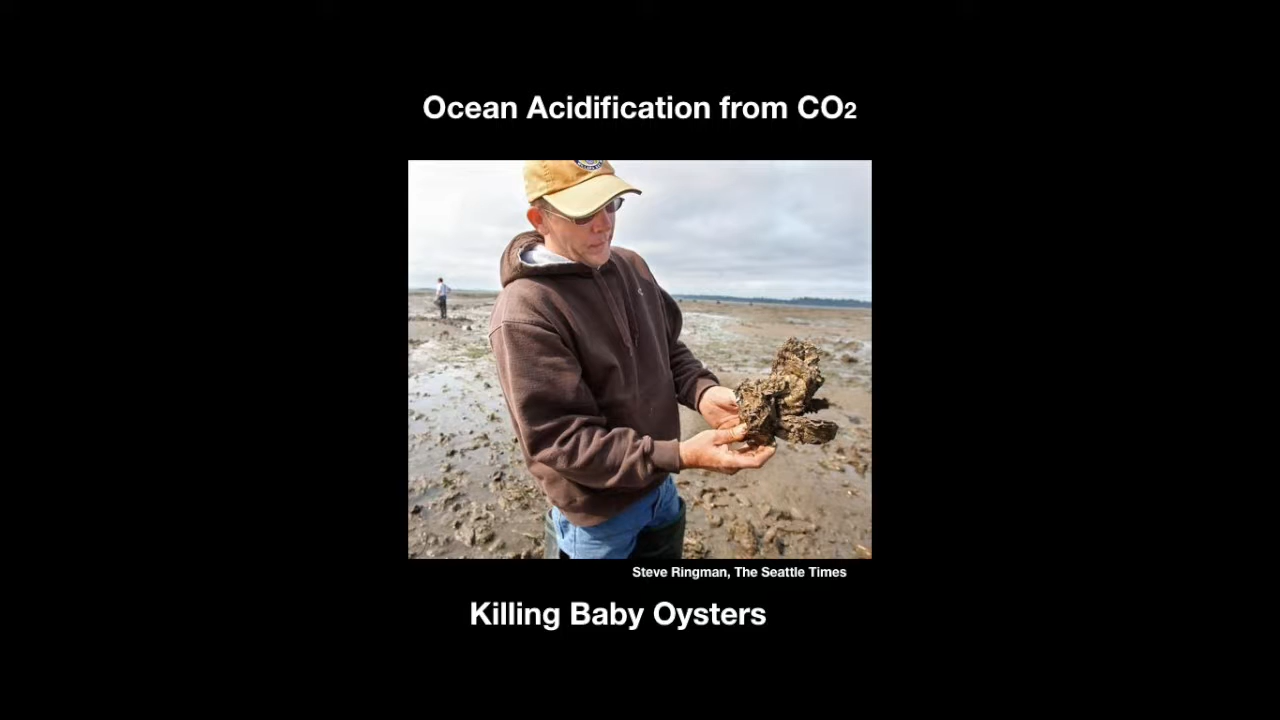 Ocean Acidification from CO2
Steve Ringman, The Seattle Times
Killing Baby Oysters